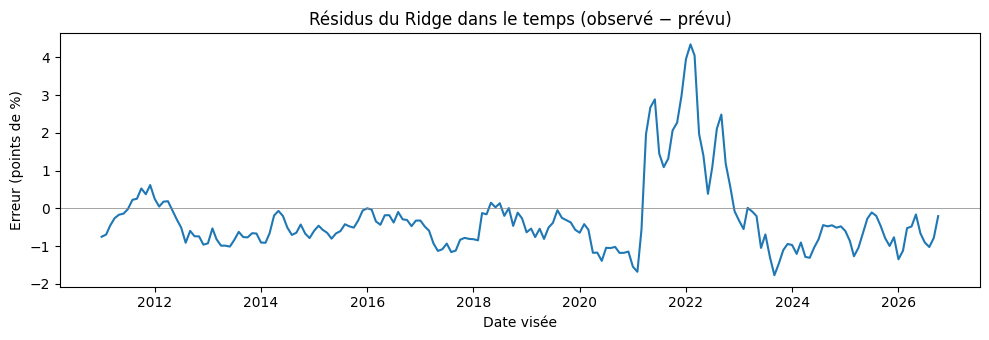 Résidus du Ridge dans le temps (observé − prévu)
Erreur (points de %)
4
3
2
1
0
−1
−2
2012 2014 2016 2018 2020 2022 2024 2026
Date visée